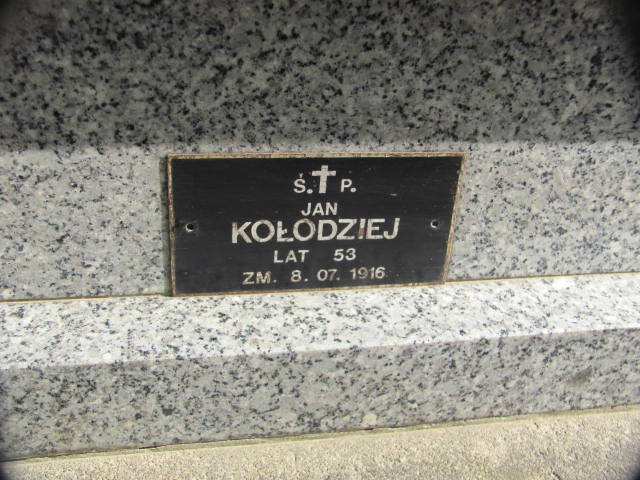 Ś.✝P.
JAN
KOŁODZIEJ
LAT 53
ZM. 8. 07. 1916